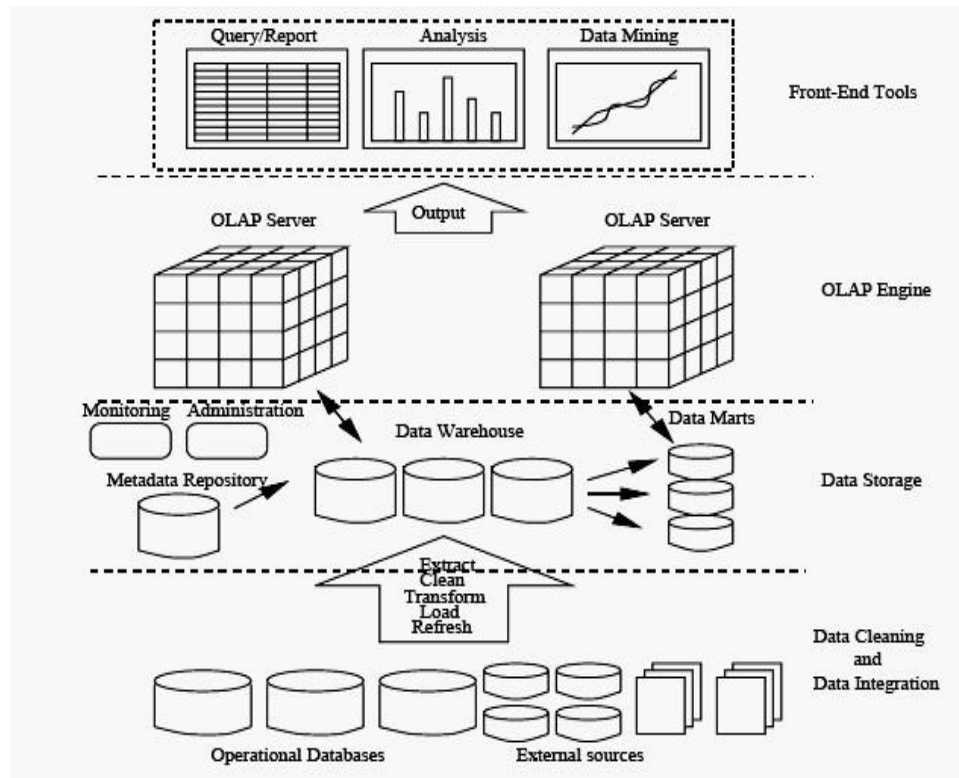 Query/Report
Analysis
Data Mining
Front-End Tools
Output
OLAP Server
OLAP Server
OLAP Engine
Monitoring
Administration
Data Warehouse
Data Marts
Metadata Repository
Data Storage
Extract
Clean
Transform
Load
Refresh
Data Cleaning
and
Data Integration
Operational Databases
External sources